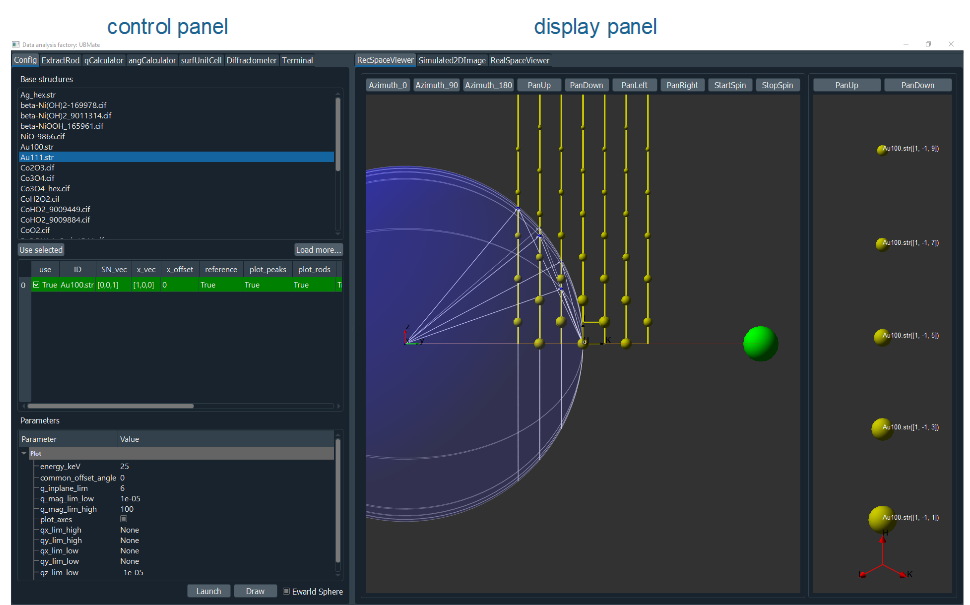 control panel
display panel
Data analysis factory: UBMate
Config ExtractRod qCalculator angCalculator surfUnitCell Diffractometer Terminal
RecSpaceViewer Simulated2DImage RealSpaceViewer
Base structures
Azimuth_0 Azimuth_90 Azimuth_180 PanUp PanDown PanLeft PanRight StartSpin StopSpin
PanUp PanDown
Ag_hex.str
beta-Ni(OH)2-169978.cif
beta-Ni(OH)2_9011314.cif
beta-NiOOH_165961.cif
NiO_9866.cif
Au100.str
Au111.str
Co2O3.cif
Co3O4.cif
Co3O4_hex.cif
CoH2O2.cif
CoHO2_9009449.cif
CoHO2_9009884.cif
CoO2.cif
Use selected
Load more...
use ID SN_vec x_vec x_offset reference plot_peaks plot_rods
0 True Au100.str [0,0,1] [1,0,0] 0 True True True T
Parameters
Parameter Value
Plot
energy_keV 25
common_offset_angle 0
q_inplane_lim 6
q_mag_lim_low 1e-05
q_mag_lim_high 100
plot_axes
qx_lim_high None
qy_lim_high None
qx_lim_low None
qy_lim_low None
qz_lim_low -1e-05
Launch Draw Ewarld Sphere
Au100.str([1, -1, 9])
Au100.str([1, -1, 7])
Au100.str([1, -1, 5])
Au100.str([1, -1, 3])
Au100.str([1, -1, 1])
H
L K